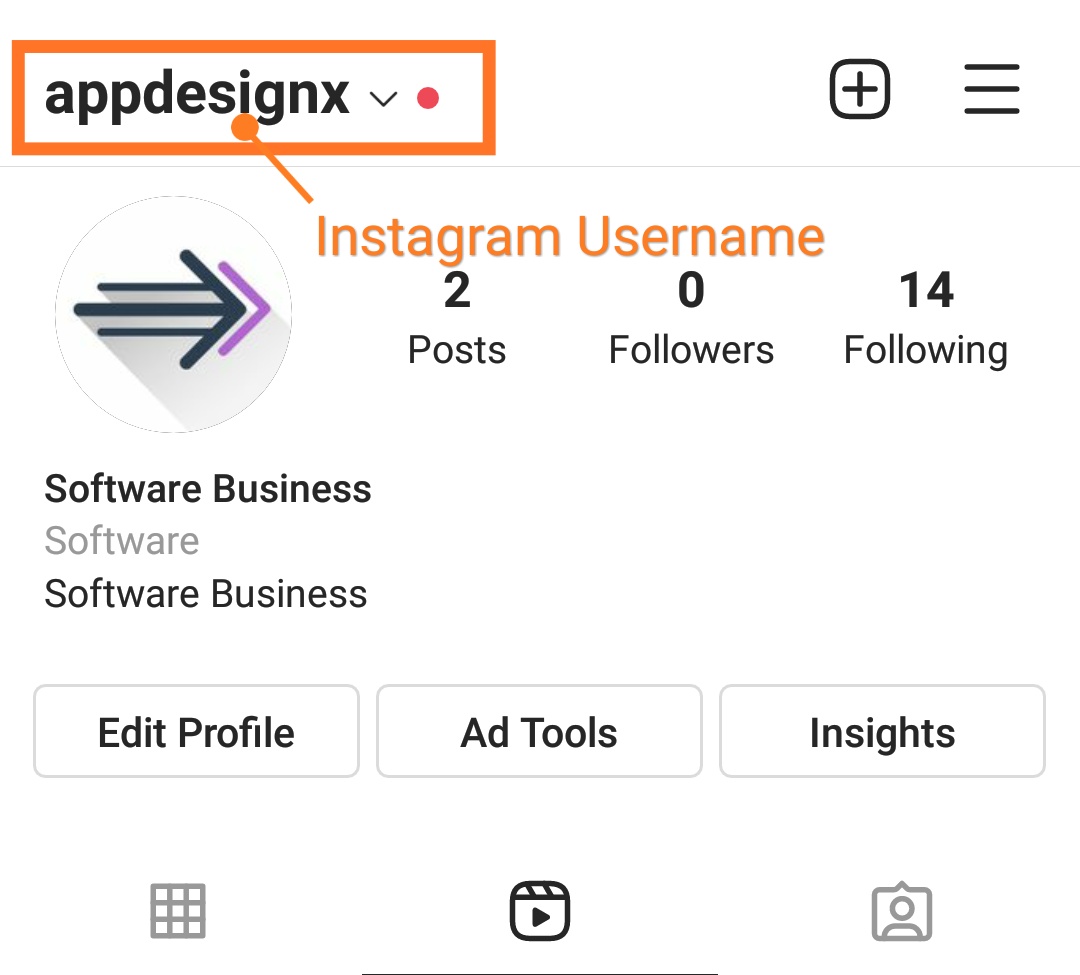 appdesignx
Instagram Username
2 0 14
Posts Followers Following
Software Business
Software
Software Business
Edit Profile Ad Tools Insights